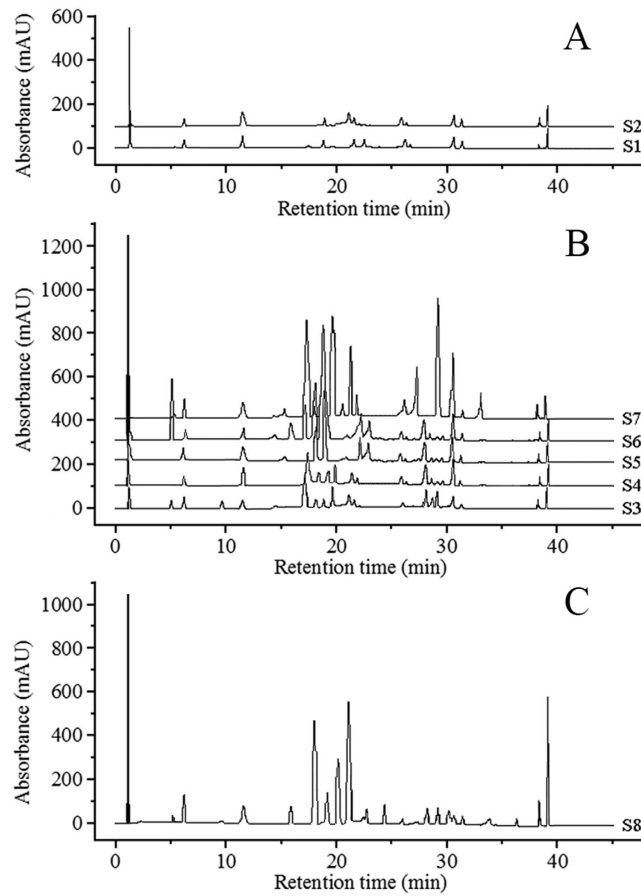 A
600
400
200
0
Absorbance (mAU)
S2
S1
0 10 20 30 40
Retention time (min)
B
1200
1000
800
600
400
200
0
Absorbance (mAU)
S7
S6
S5
S4
S3
0 10 20 30 40
Retention time (min)
C
1000
800
600
400
200
0
Absorbance (mAU)
S8
0 10 20 30 40
Retention time (min)